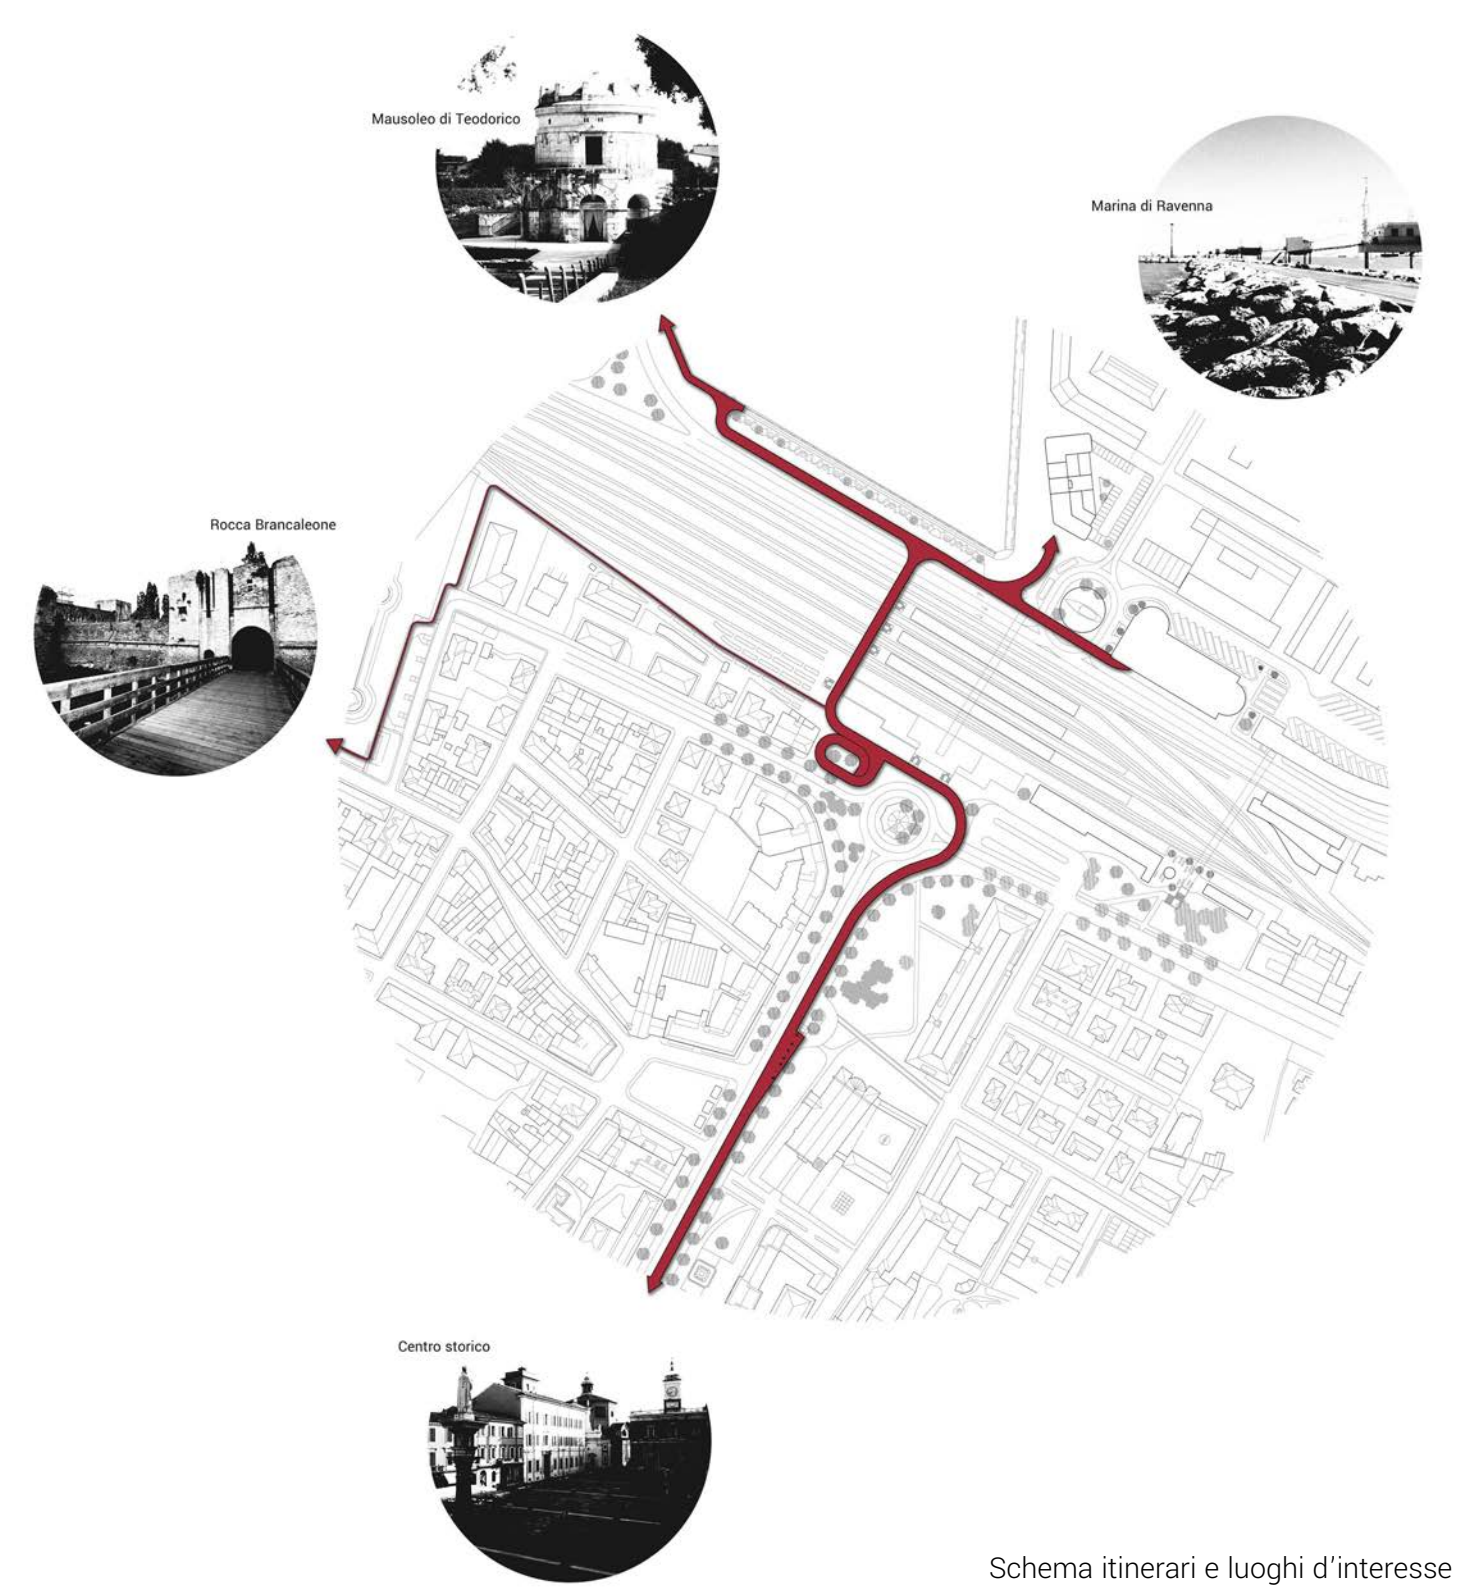 Mausoleo di Teodorico
Marina di Ravenna
Rocca Brancaleone
Centro storico
Schema itinerari e luoghi d'interesse